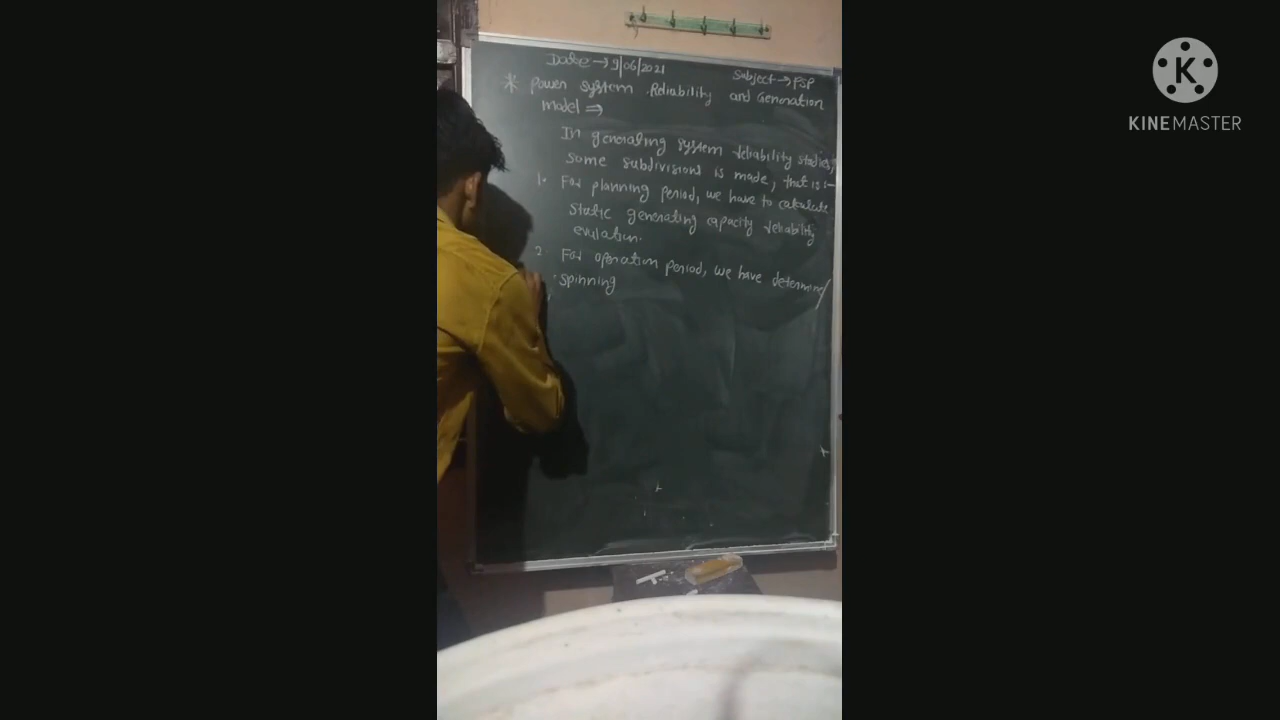 Date → 9/06/2021
Subject → PSP
* Power system Reliability and Generation
model ⇒
In generating system reliability studies,
some subdivisions is made, that is :-
1. For planning period, we have to calculate
static generating capacity reliability
evulation.
2. For operation period, we have determine
spinning
K
KINEMASTER